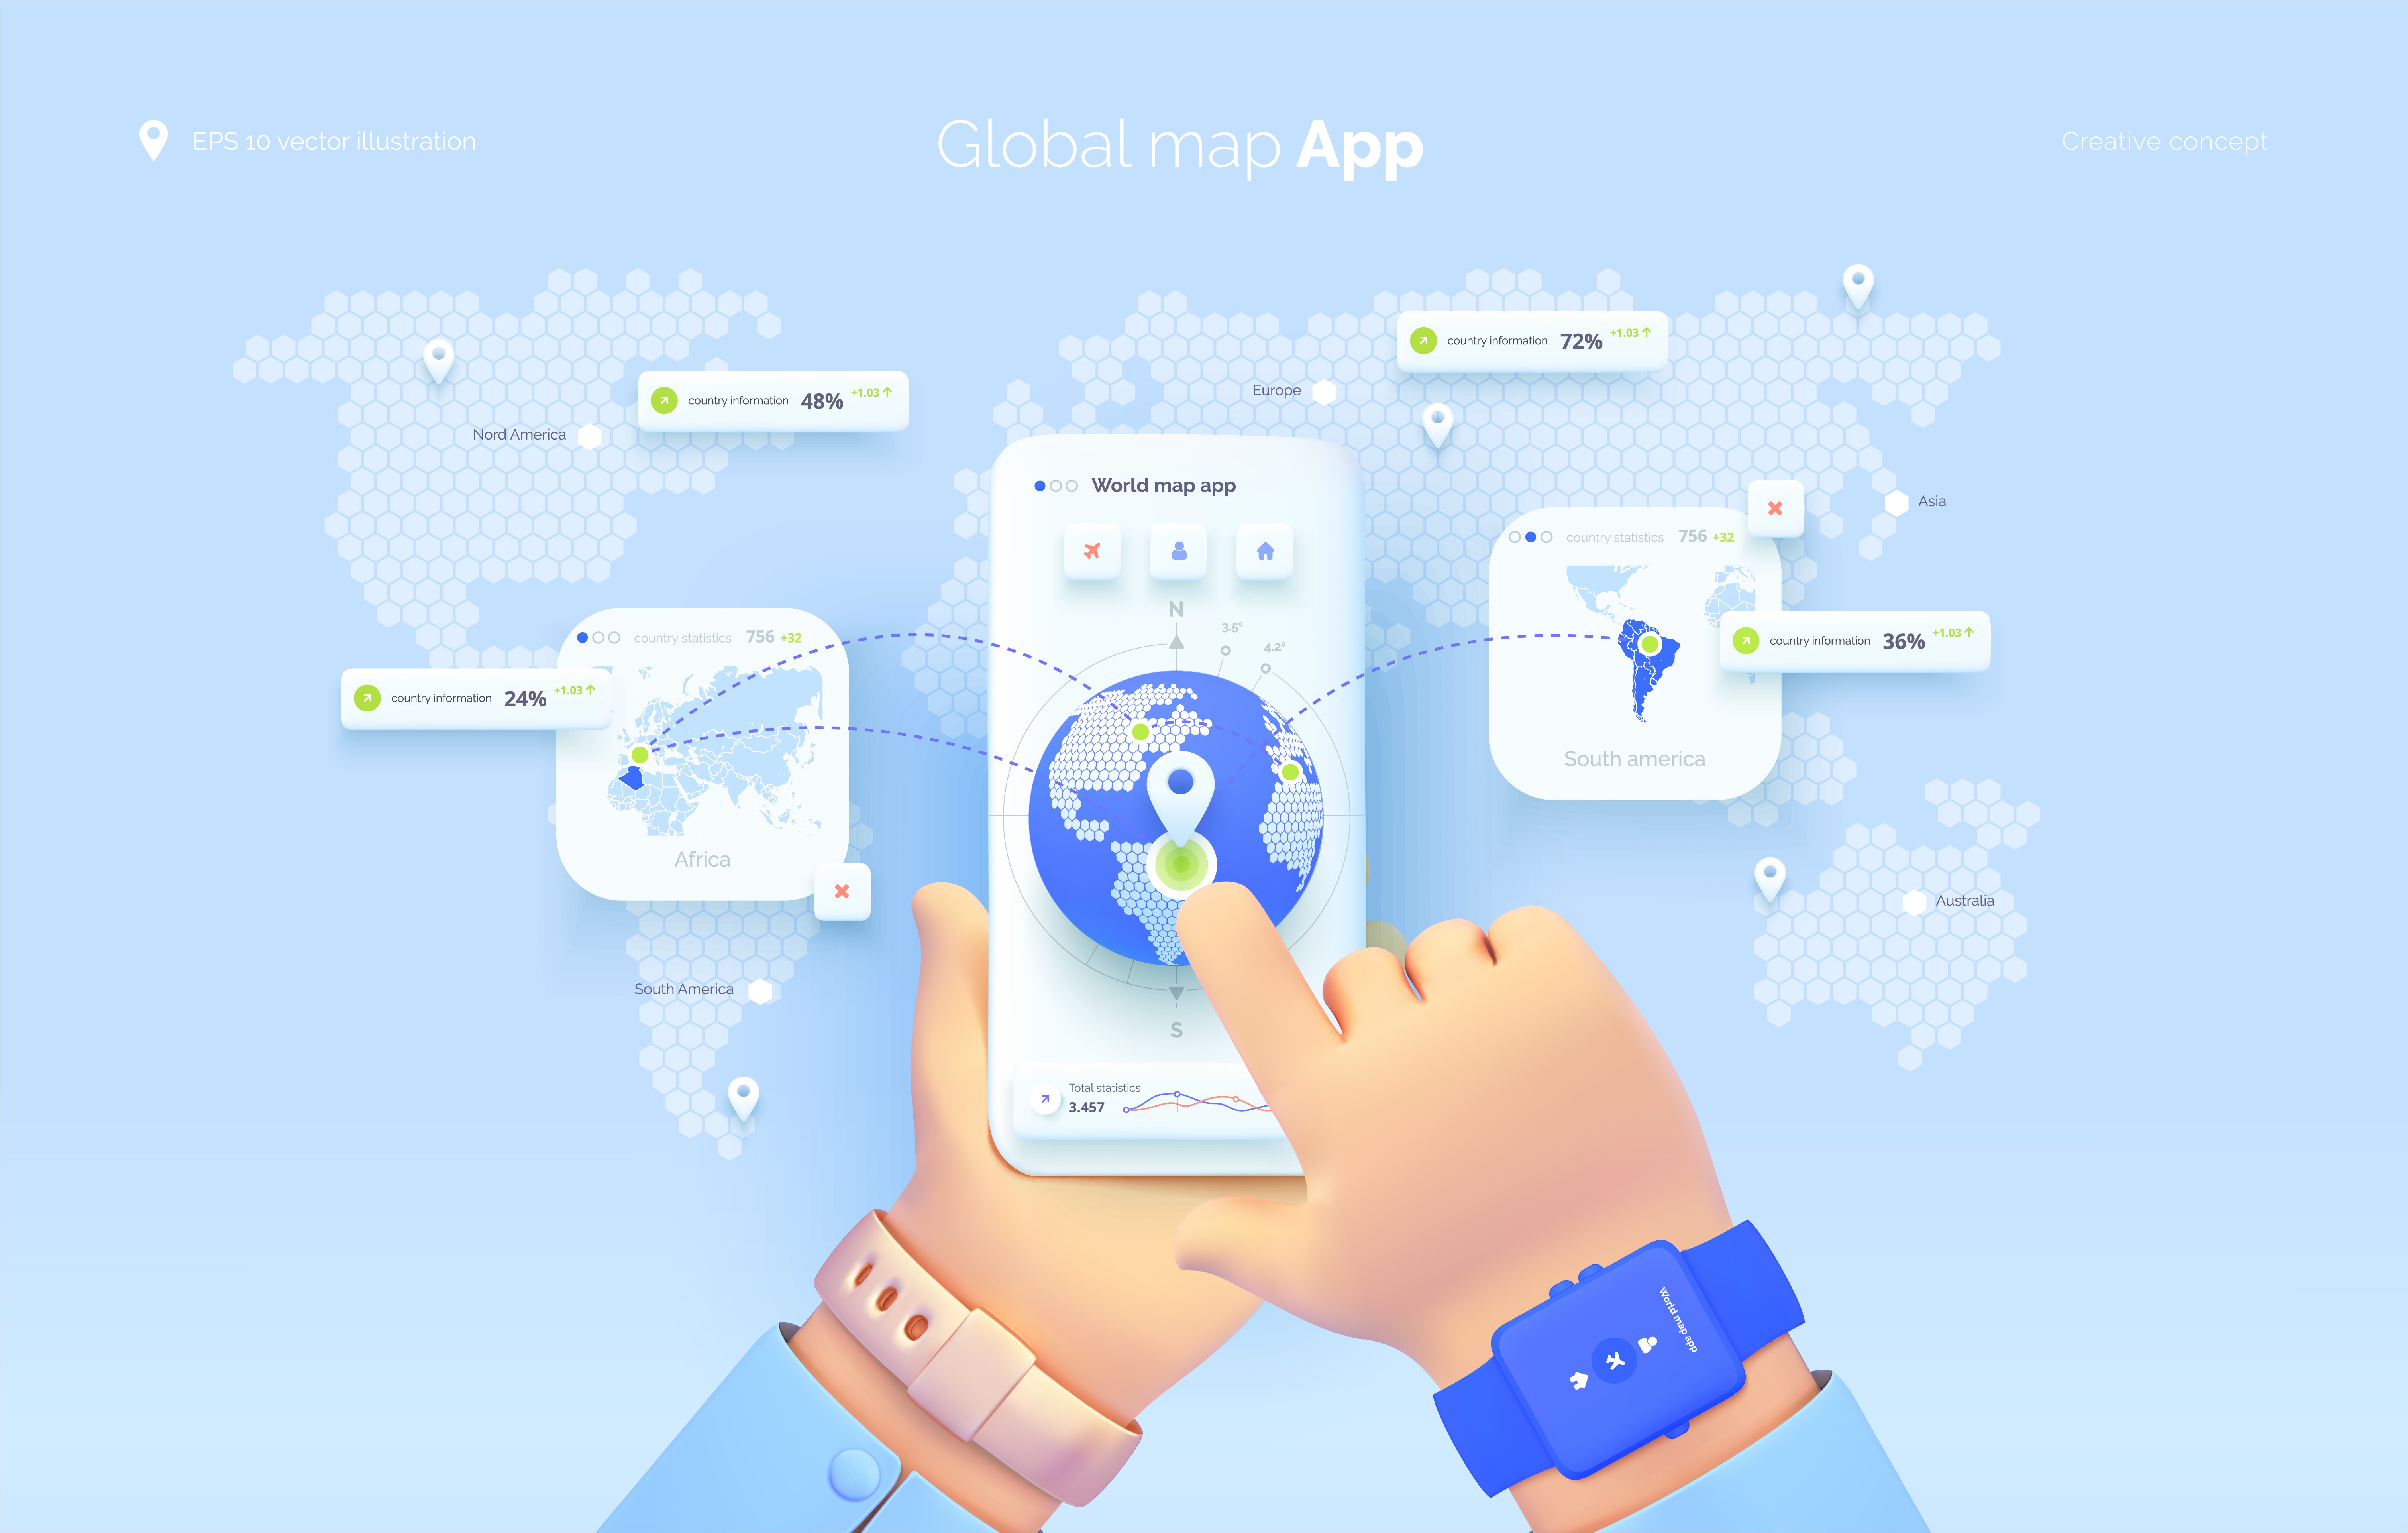 EPS 10 vector illustration
Global map App
Creative concept
country information 72% +1.03
country information 48% +1.03
Europe
Nord America
World map app
Asia
country statistics 756 +32
N
3.5°
4.2°
country statistics 756 +32
country information 36% +1.03
country information 24% +1.03
South america
Africa
Australia
South America
S
Total statistics
3.457
World map app